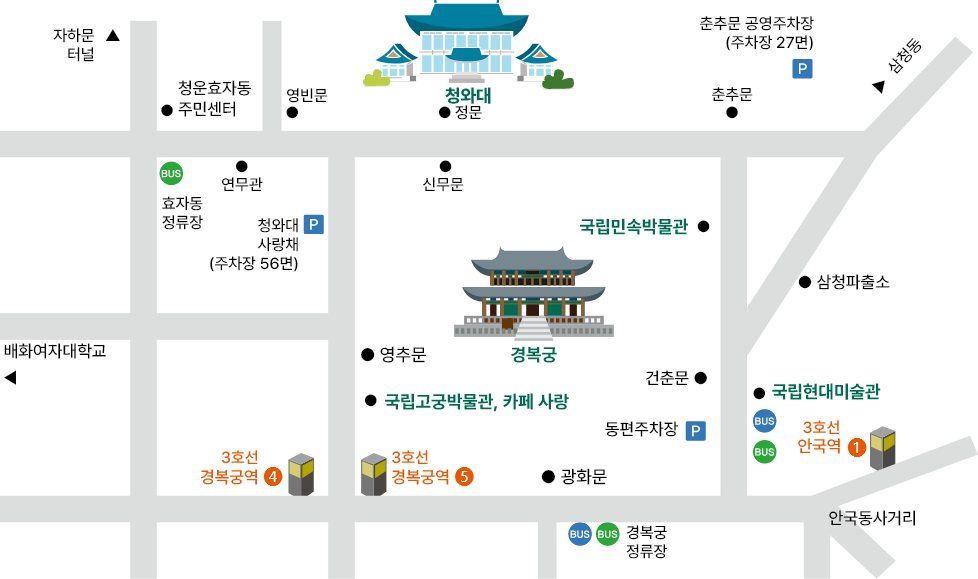 자하문
터널
춘추문 공영주차장
(주차장 27면)
P
삼청동
청운효자동
주민센터
영빈문
청와대
정문
춘추문
BUS
효자동
정류장
연무관
신무문
청와대
사랑채
(주차장 56면)
P
국립민속박물관
삼청파출소
배화여자대학교
영추문
경복궁
건춘문
국립고궁박물관, 카페 사랑
국립현대미술관
동편주차장
P
BUS
BUS
3호선
안국역 1
3호선
경복궁역 4
3호선
경복궁역 5
광화문
안국동사거리
BUS
BUS
경복궁
정류장